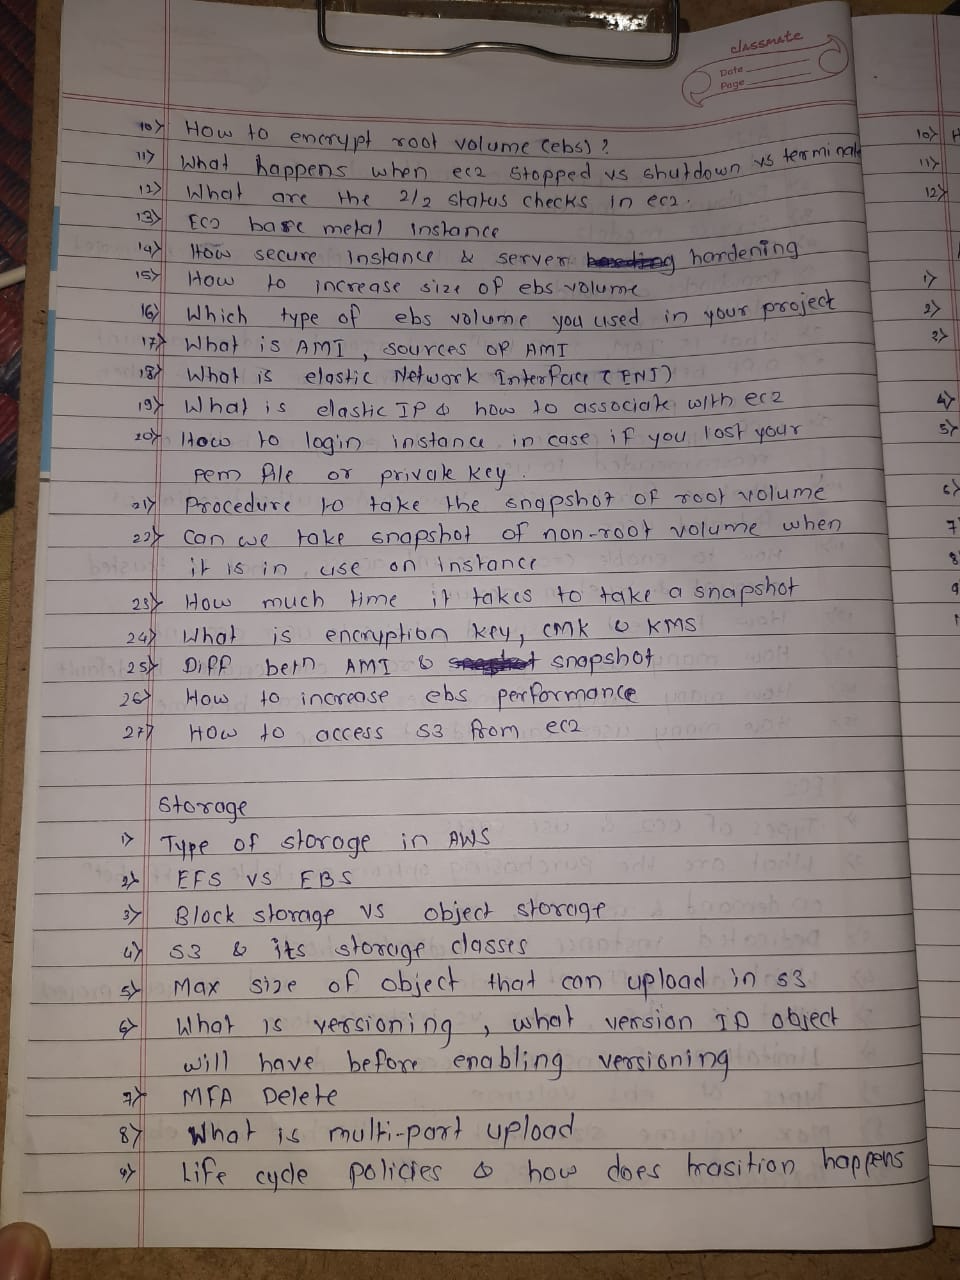 classmate
Date
Page
10) How to encrypt root volume (ebs) ?
11) What happens when ec2 stopped vs shutdown vs terminate
12) What are the 2/2 status checks in ec2.
13) EC2 bare metal instance
14) How secure instance & server hardening
15) How to increase size of ebs volume
16) Which type of ebs volume you used in your project
17) What is AMI, sources of AMI
18) What is elastic Network Interface (ENI)
19) What is elastic IP & how to associate with ec2
20) How to login instance in case if you lost your
pem file or private key.
21) Procedure to take the snapshot of root volume
22) can we take snapshot of non-root volume when
it is in use on instance
23) How much time it takes to take a snapshot
24) What is encryption key, CMK & KMS
25) Diff betn AMI & snapshot
26) How to increase ebs performance
27) How to access S3 from ec2
Storage
1) Type of storage in AWS
2) EFS VS EBS
3) Block storage vs object storage
4) S3 & its storage classes
5) Max size of object that can upload in s3
6) What is versioning, what version ID object
will have before enabling versioning
7) MFA Delete
8) What is multi-part upload
9) Life cycle policies & how does trasition happens
10) H
11)
12)
1)
2)
3)
4)
5)
6)
7
8
9